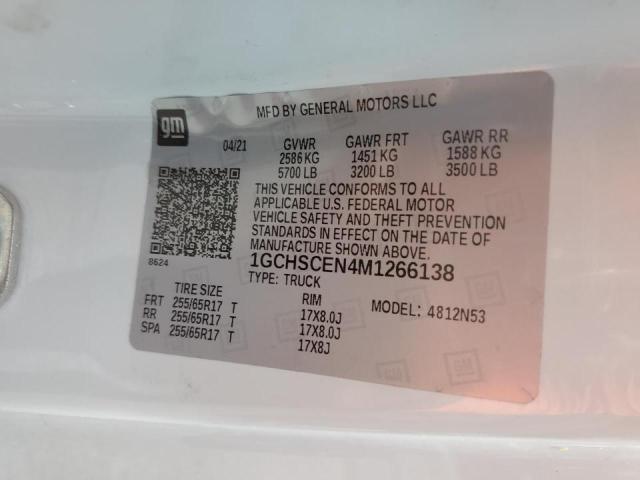 gm
MFD BY GENERAL MOTORS LLC
04/21 GVWR GAWR FRT GAWR RR
2586 KG 1451 KG 1588 KG
5700 LB 3200 LB 3500 LB
THIS VEHICLE CONFORMS TO ALL
APPLICABLE U.S. FEDERAL MOTOR
VEHICLE SAFETY AND THEFT PREVENTION
STANDARDS IN EFFECT ON THE DATE OF
MANUFACTURE SHOWN ABOVE.
8624
1GCHSCEN4M1266138
TYPE: TRUCK
TIRE SIZE RIM MODEL: 4812N53
FRT 255/65R17 T 17X8.0J
RR 255/65R17 T 17X8.0J
SPA 255/65R17 T 17X8J